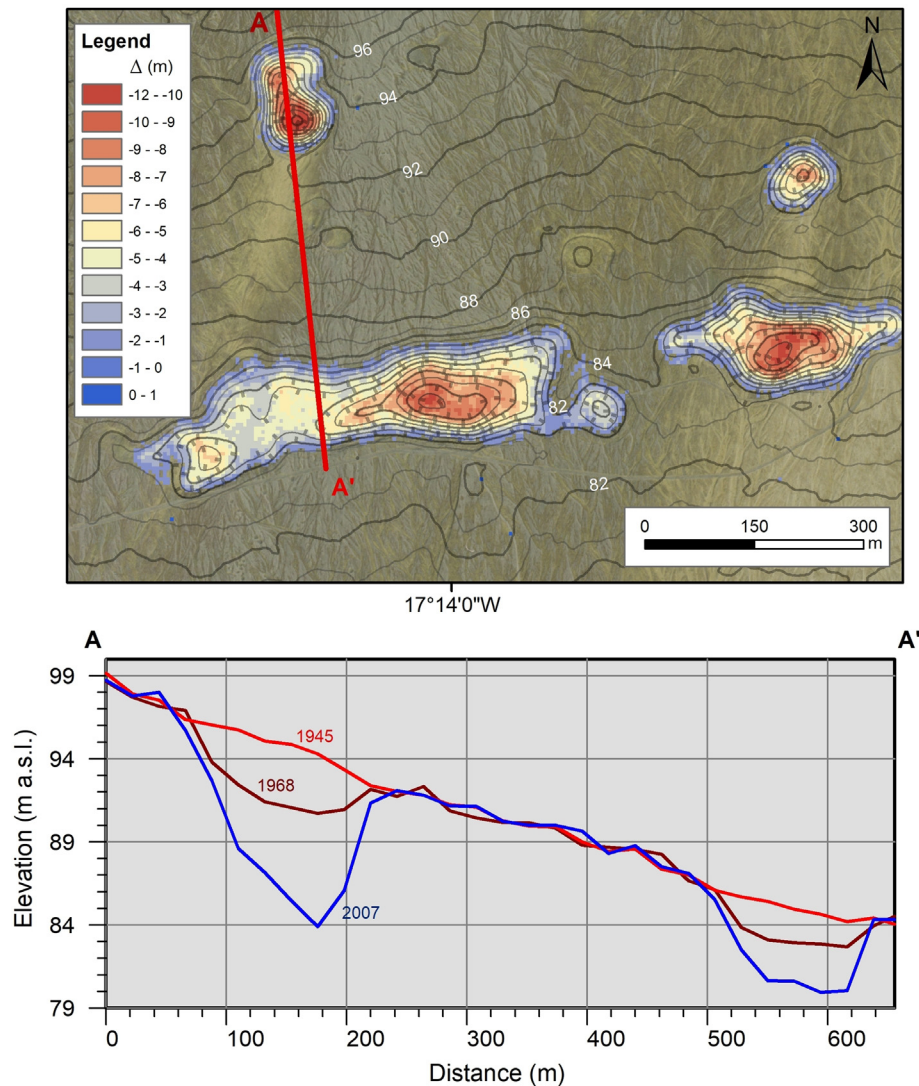 A
N
Legend
Δ (m)
-12 - -10
-10 - -9
-9 - -8
-8 - -7
-7 - -6
-6 - -5
-5 - -4
-4 - -3
-3 - -2
-2 - -1
-1 - 0
0 - 1
96
94
92
90
88
86
84
82
82
A'
0 150 300
m
17°14'0"W
A A'
Elevation (m a.s.l.)
99
94
89
84
79
1945
1968
2007
0 100 200 300 400 500 600
Distance (m)